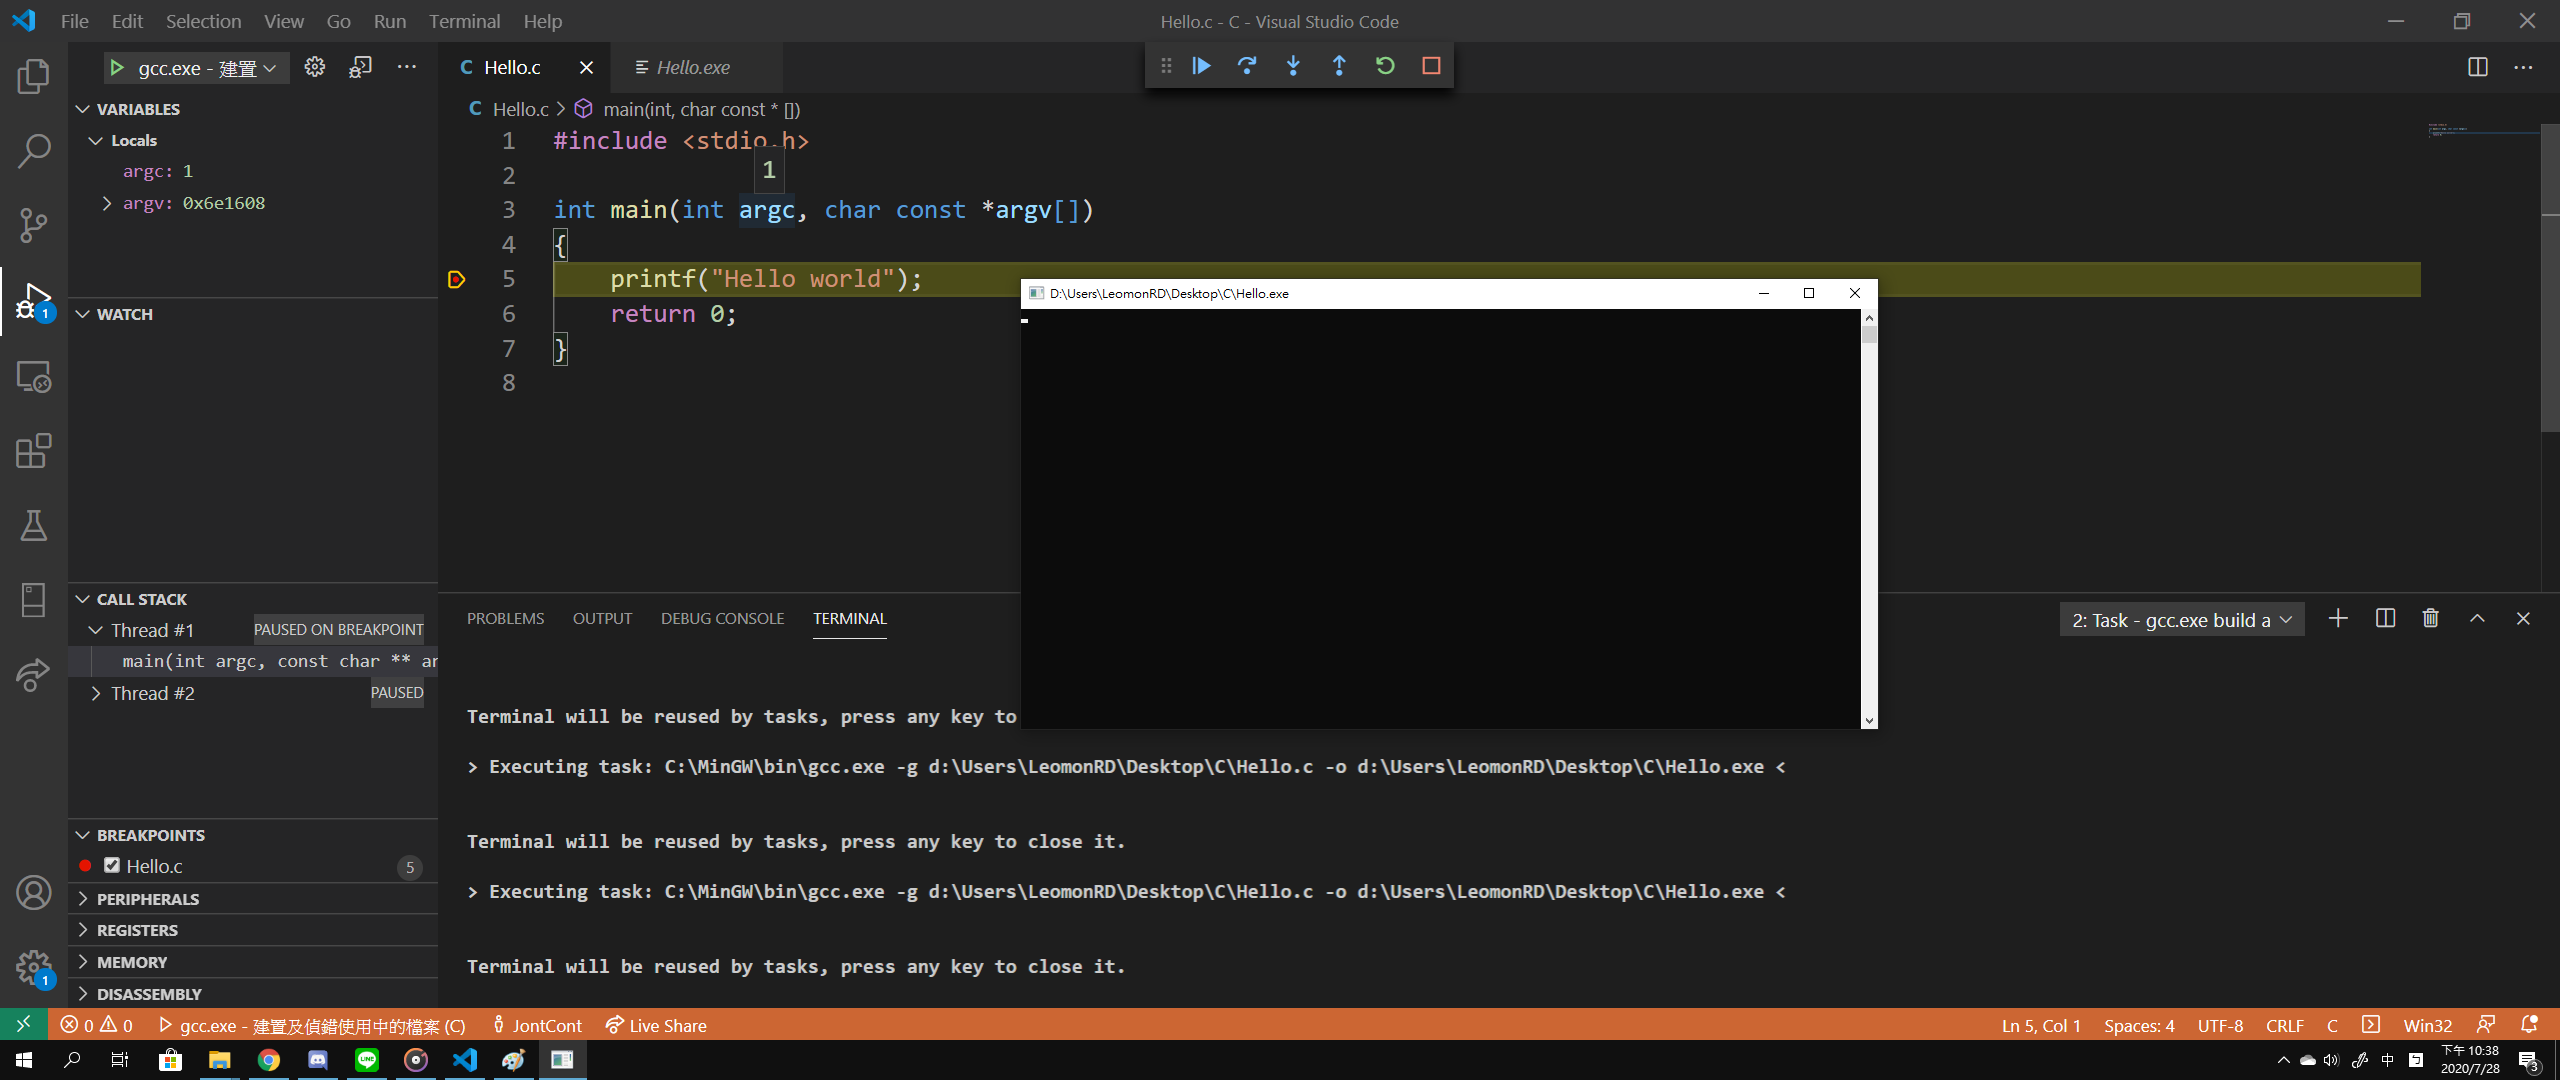 File Edit Selection View Go Run Terminal Help
Hello.c - C - Visual Studio Code
gcc.exe - 建置
Hello.c
Hello.exe
VARIABLES
Locals
argc: 1
argv: 0x6e1608
WATCH
CALL STACK
Thread #1 PAUSED ON BREAKPOINT
main(int argc, const char ** ar
Thread #2 PAUSED
BREAKPOINTS
Hello.c 5
PERIPHERALS
REGISTERS
MEMORY
DISASSEMBLY
1
1
Hello.c > main(int, char const * [])
1 #include <stdio.h>
1
2
3 int main(int argc, char const *argv[])
4 {
5 printf("Hello world");
6 return 0;
7 }
8
D:\Users\LeomonRD\Desktop\C\Hello.exe
PROBLEMS OUTPUT DEBUG CONSOLE TERMINAL
2: Task - gcc.exe build a
Terminal will be reused by tasks, press any key to
> Executing task: C:\MinGW\bin\gcc.exe -g d:\Users\LeomonRD\Desktop\C\Hello.c -o d:\Users\LeomonRD\Desktop\C\Hello.exe <
Terminal will be reused by tasks, press any key to close it.
> Executing task: C:\MinGW\bin\gcc.exe -g d:\Users\LeomonRD\Desktop\C\Hello.c -o d:\Users\LeomonRD\Desktop\C\Hello.exe <
Terminal will be reused by tasks, press any key to close it.
0 0 gcc.exe - 建置及偵錯使用中的檔案 (C) JontCont Live Share
Ln 5, Col 1 Spaces: 4 UTF-8 CRLF C Win32
LINE
中
下午 10:38
2020/7/28
3